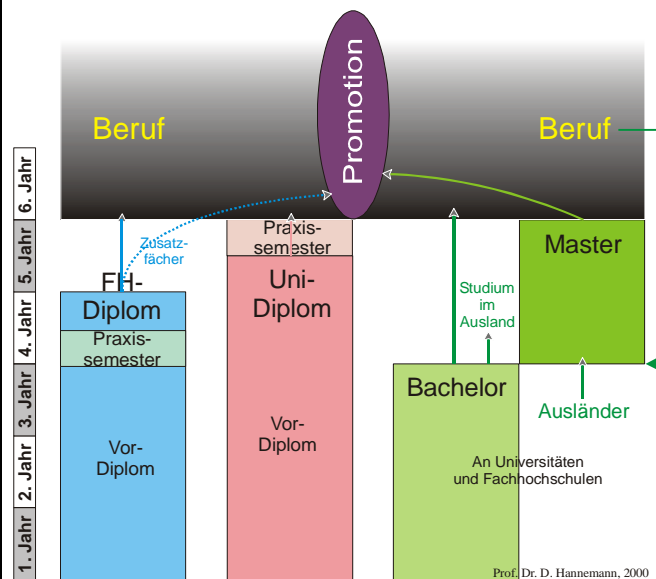 Promotion
Beruf
Beruf
6. Jahr
5. Jahr
4. Jahr
3. Jahr
2. Jahr
1. Jahr
Zusatz-
fächer
FH-
Diplom
Praxis-
semester
Vor-
Diplom
Praxis-
semester
Uni-
Diplom
Vor-
Diplom
Studium
im
Ausland
Bachelor
Master
Ausländer
An Universitäten
und Fachhochschulen
Prof. Dr. D. Hannemann, 2000